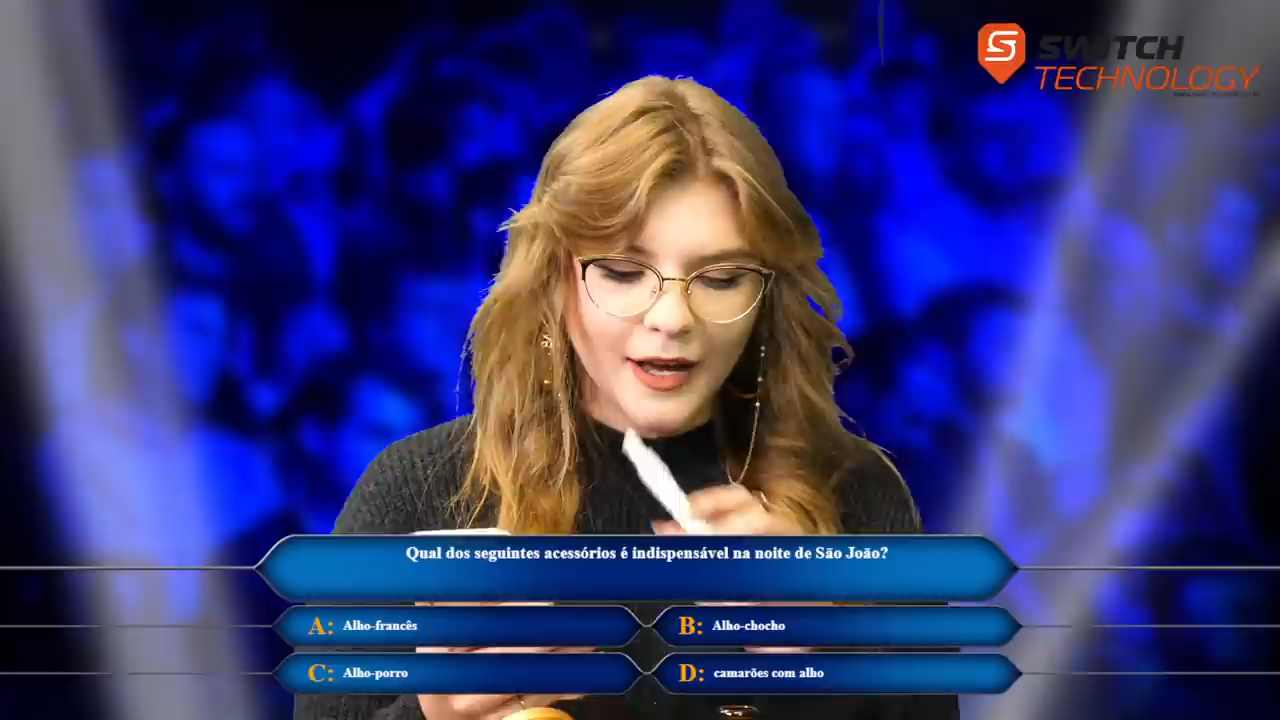 SWITCH
TECHNOLOGY
Qual dos seguintes acessórios é indispensável na noite de São João?
A: Alho-francês
B: Alho-chocho
C: Alho-porro
D: camarões com alho